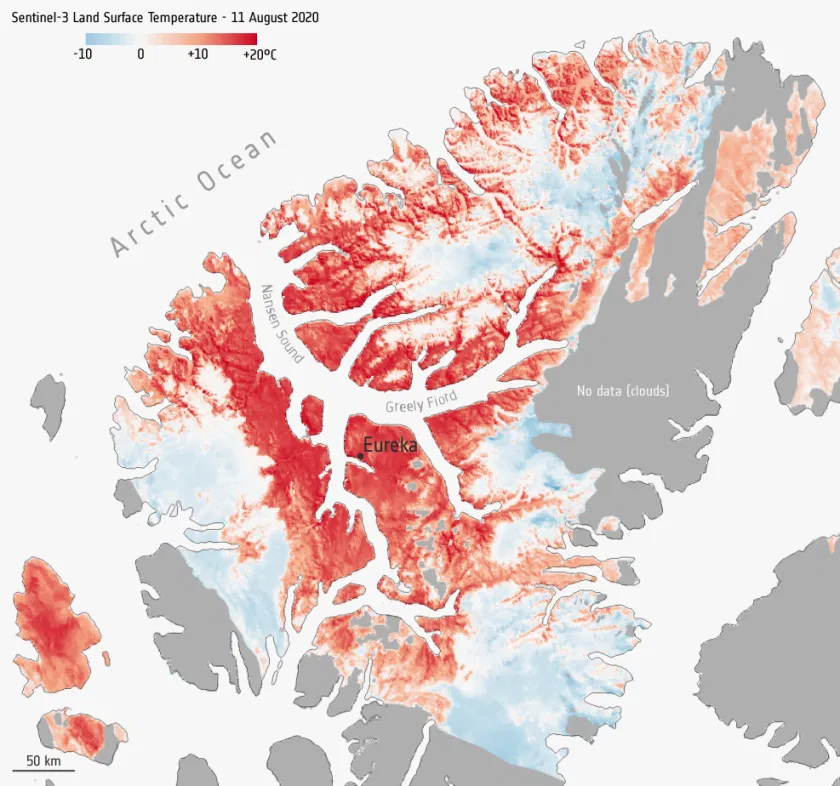 Sentinel-3 Land Surface Temperature - 11 August 2020
-10 0 +10 +20ºC
Arctic Ocean
Nansen Sound
No data (clouds)
Greely Fiord
Eureka
50 km